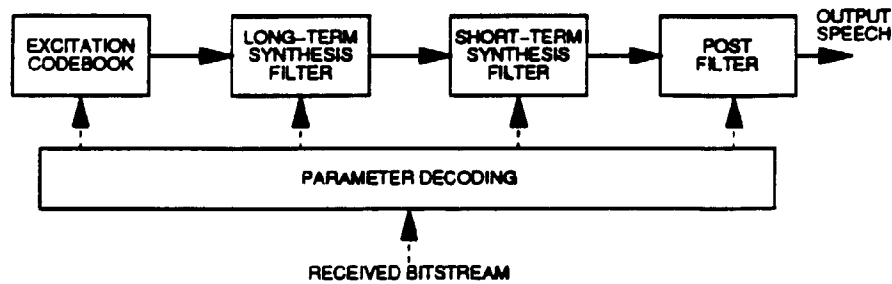 EXCITATION
CODEBOOK
LONG-TERM
SYNTHESIS
FILTER
SHORT-TERM
SYNTHESIS
FILTER
POST
FILTER
OUTPUT
SPEECH
PARAMETER DECODING
RECEIVED BITSTREAM